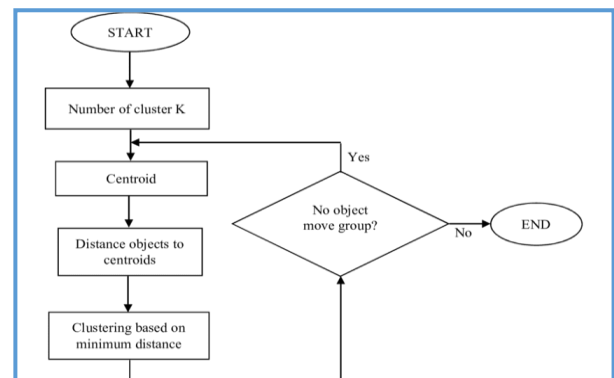 START
Number of cluster K
Yes
Centroid
No object
move group?
No
END
Distance objects to
centroids
Clustering based on
minimum distance